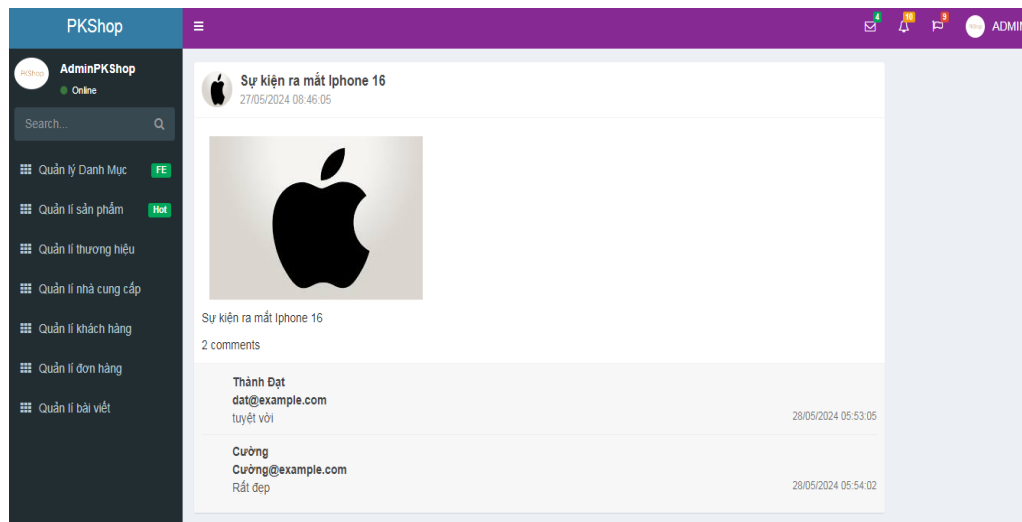 PKShop
4
10
9
ADMIN
PKShop
AdminPKShop
Online
Search...
Quản lý Danh Mục FE
Quản lí sản phẩm Hot
Quản lí thương hiệu
Quản lí nhà cung cấp
Quản lí khách hàng
Quản lí đơn hàng
Quản lí bài viết
Sự kiện ra mắt Iphone 16
27/05/2024 08:46:05
Sự kiện ra mắt Iphone 16
2 comments
Thành Đạt
dat@example.com
tuyệt vời
28/05/2024 05:53:05
Cường
Cường@example.com
Rất đẹp
28/05/2024 05:54:02